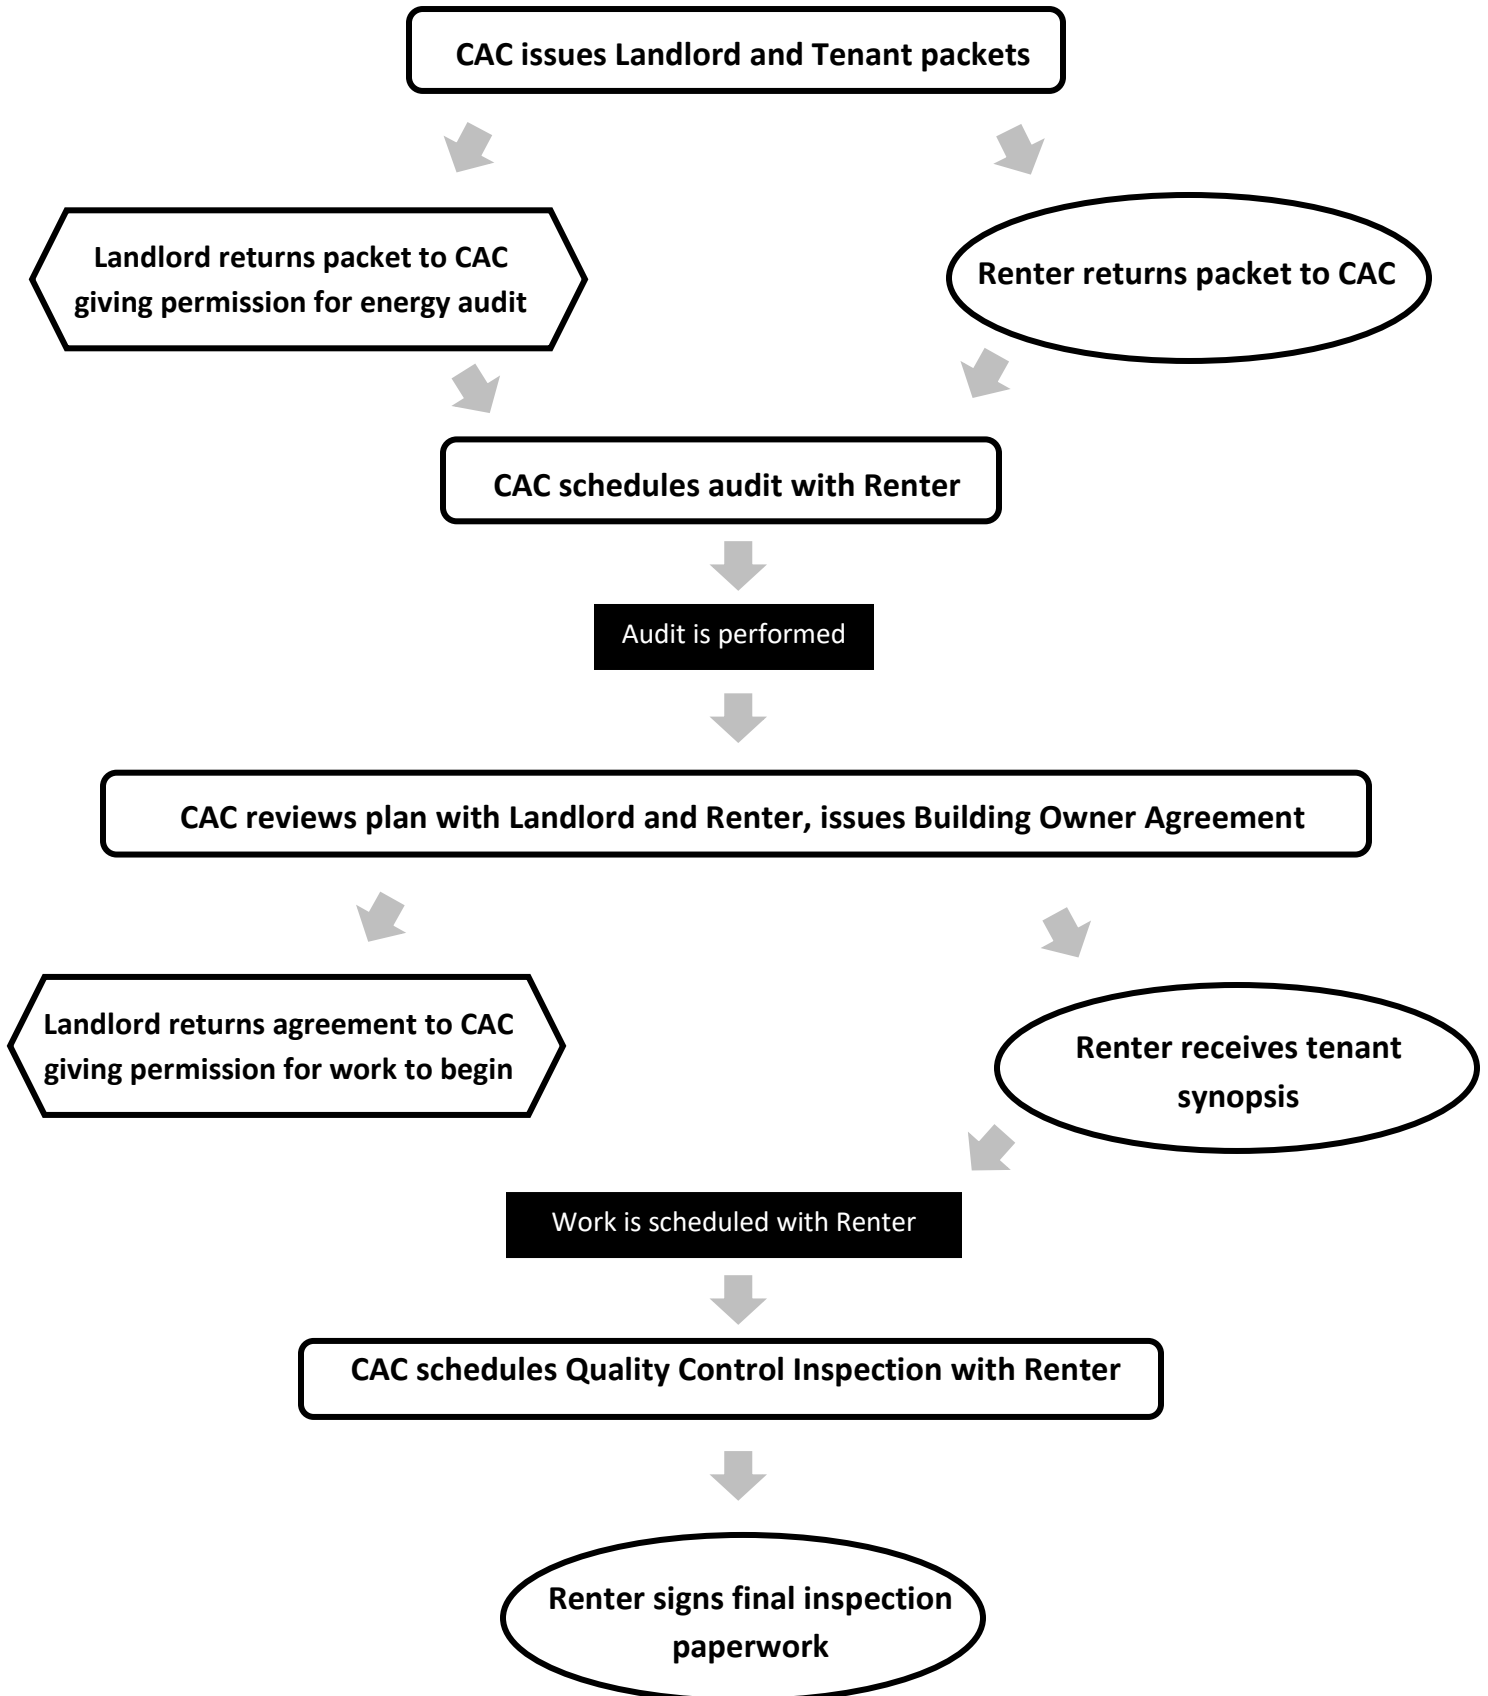 CAC issues Landlord and Tenant packets
Landlord returns packet to CAC
giving permission for energy audit
Renter returns packet to CAC
CAC schedules audit with Renter
Audit is performed
CAC reviews plan with Landlord and Renter, issues Building Owner Agreement
Landlord returns agreement to CAC
giving permission for work to begin
Renter receives tenant
synopsis
Work is scheduled with Renter
CAC schedules Quality Control Inspection with Renter
Renter signs final inspection
paperwork